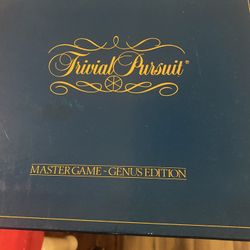 Trivial Pursuit®
MASTER GAME - GENUS EDITION